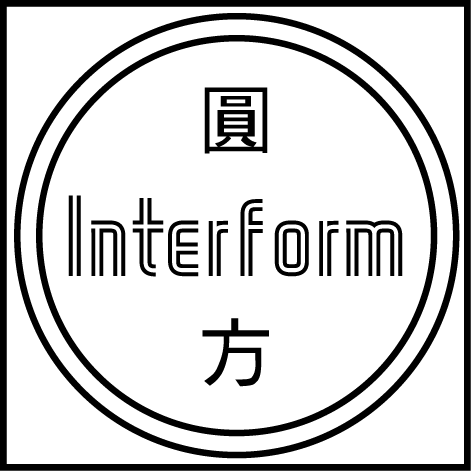 圓
Interform
方